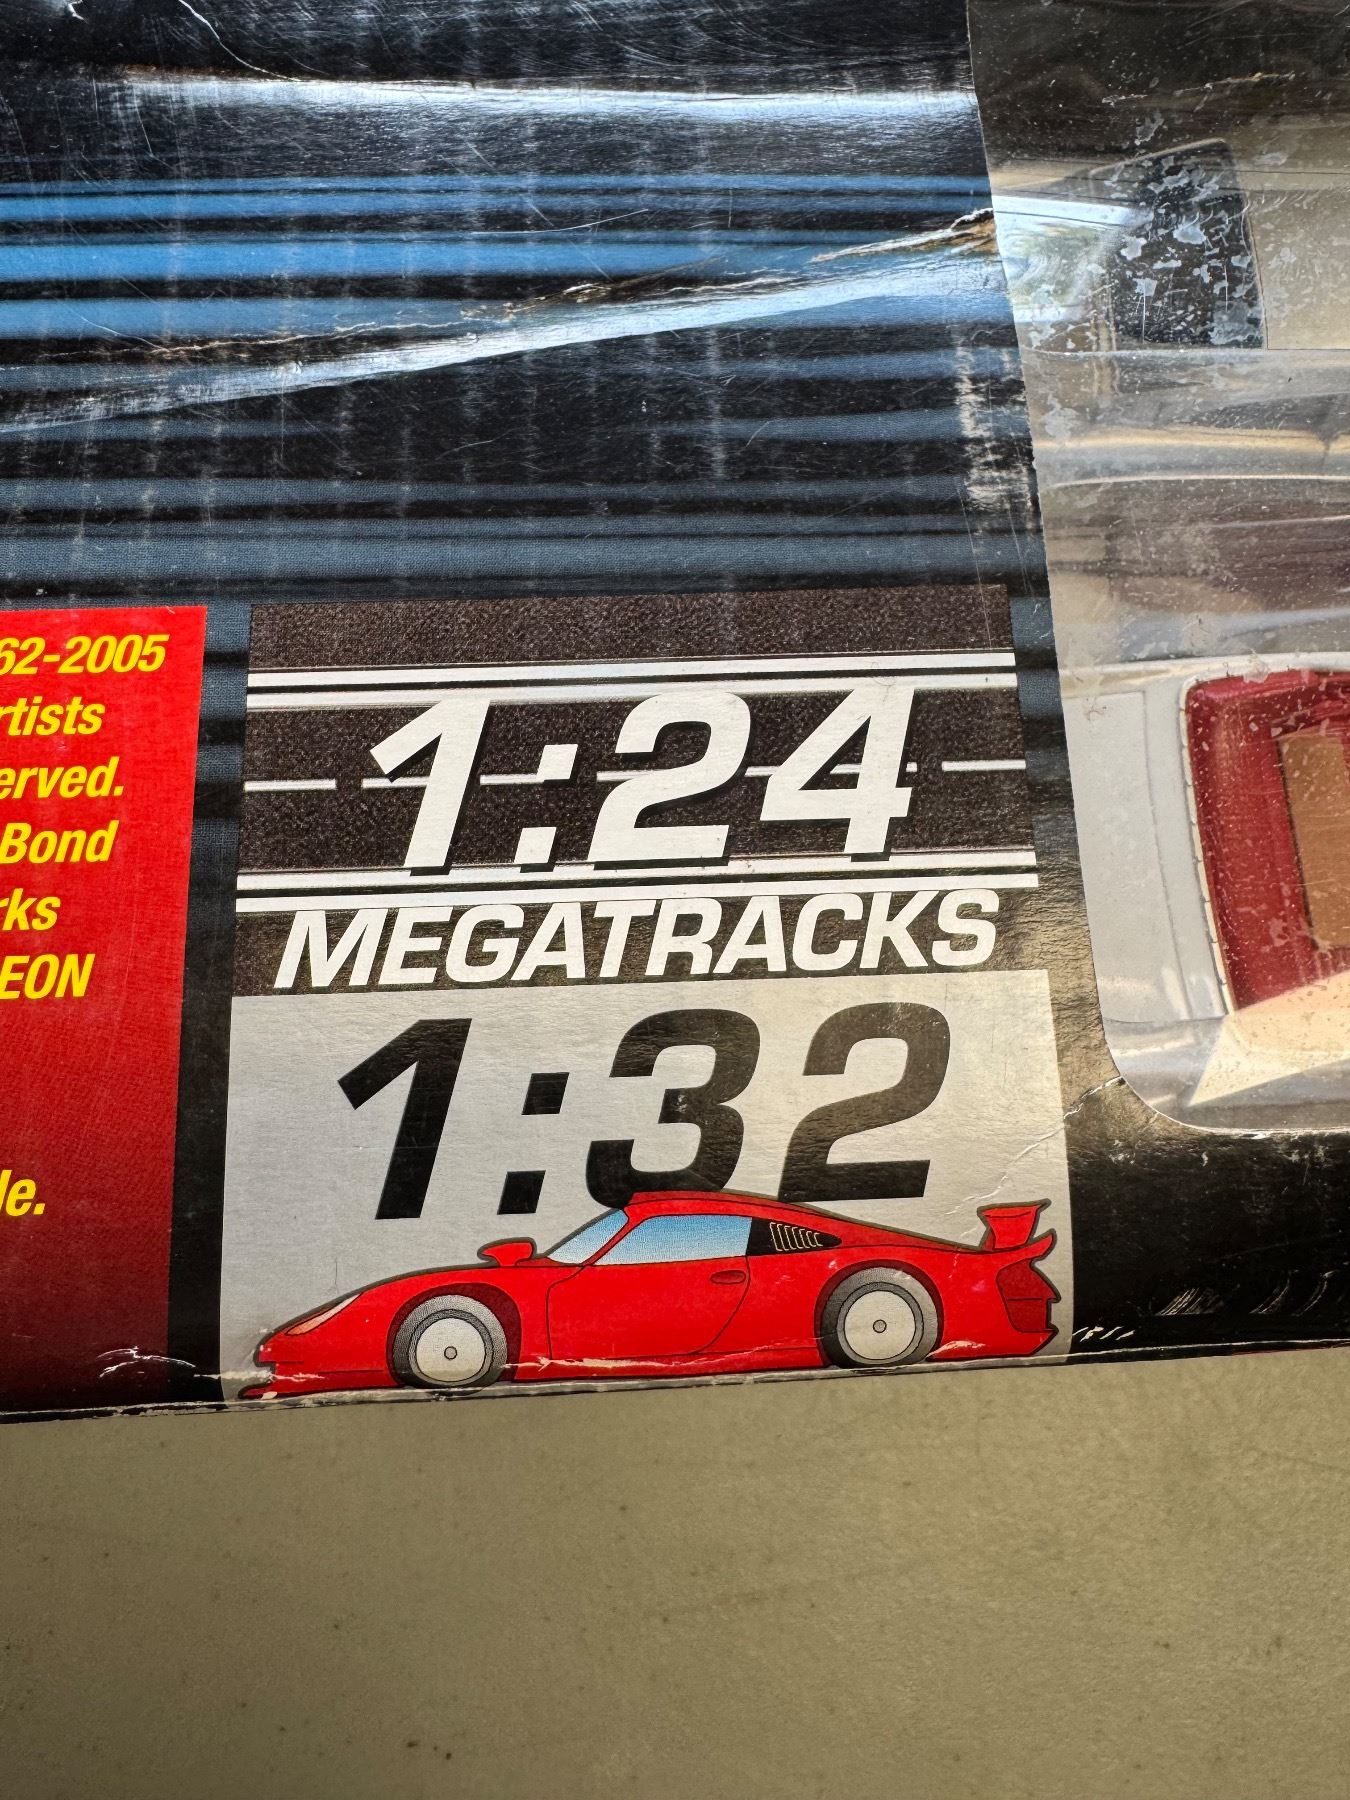 62-2005
rtists
erved.
Bond
rks
EON
le.
1:24
MEGATRACKS
1:32